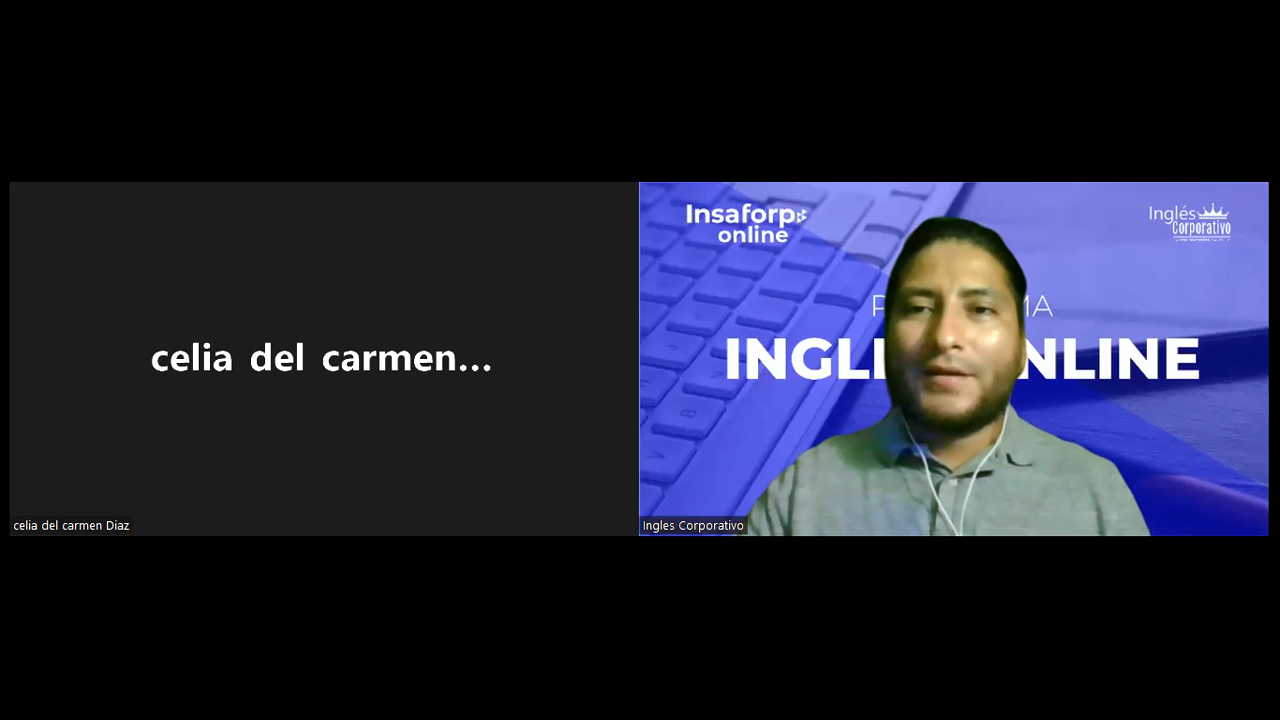 celia del carmen...
celia del carmen Diaz
Insaforp
online
Inglés
Corporativo
INGL
NLINE
Ingles Corporativo